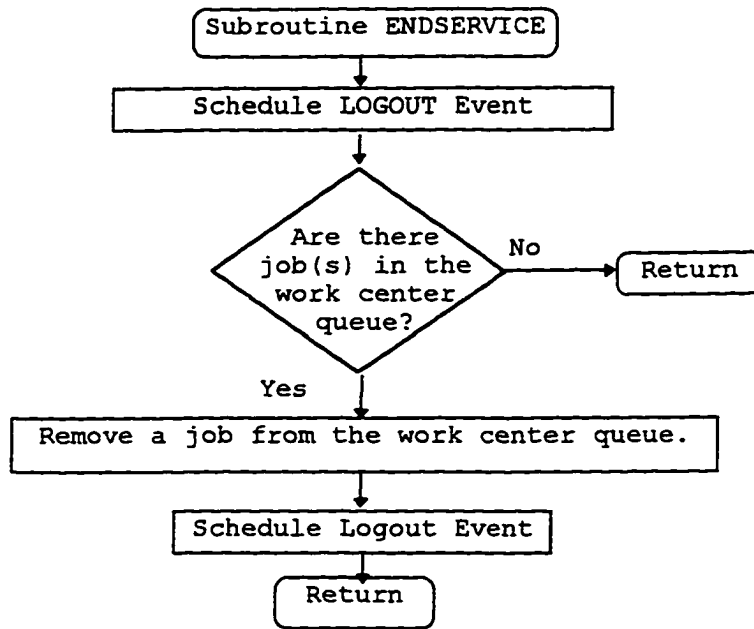 Subroutine ENDSERVICE
Schedule LOGOUT Event
Are there
job(s) in the
work center
queue?
No
Return
Yes
Remove a job from the work center queue.
Schedule Logout Event
Return